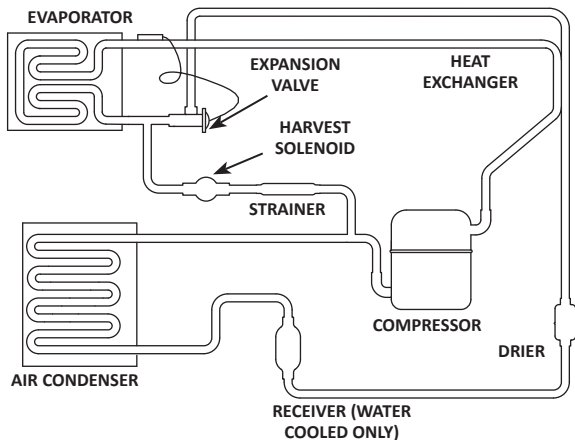 EVAPORATOR
EXPANSION
VALVE
HEAT
EXCHANGER
HARVEST
SOLENOID
STRAINER
COMPRESSOR
DRIER
AIR CONDENSER
RECEIVER (WATER
COOLED ONLY)